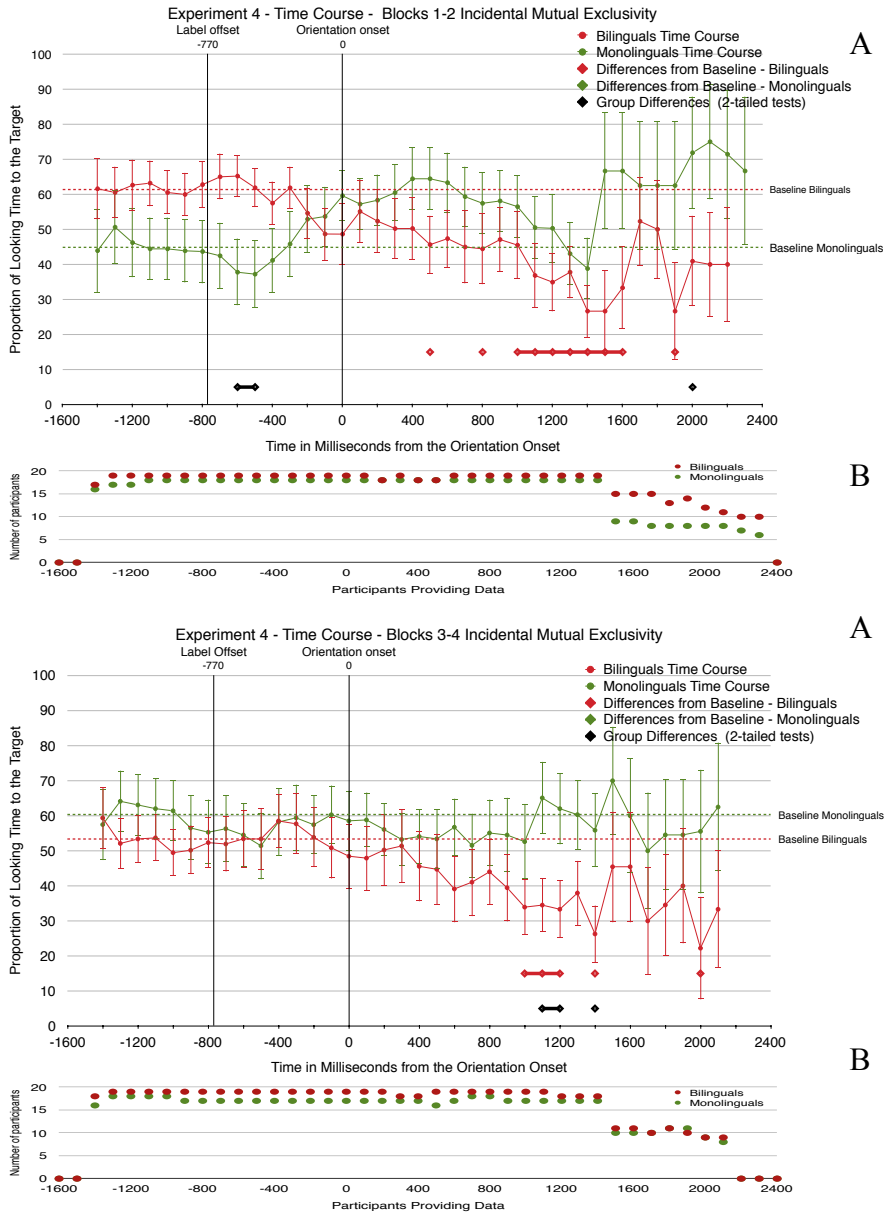 Experiment 4 - Time Course - Blocks 1-2 Incidental Mutual Exclusivity
A
Label offset
-770
Orientation onset
0
Bilinguals Time Course
Monolinguals Time Course
Differences from Baseline - Bilinguals
Differences from Baseline - Monolinguals
Group Differences (2-tailed tests)
Proportion of Looking Time to the Target
100
90
80
70
60
50
40
30
20
10
0
Baseline Bilinguals
Baseline Monolinguals
-1600 -1200 -800 -400 0 400 800 1200 1600 2000 2400
Time in Milliseconds from the Orientation Onset
B
Number of participants
20
15
10
5
0
Bilinguals
Monolinguals
-1600 -1200 -800 -400 0 400 800 1200 1600 2000 2400
Participants Providing Data
A
Experiment 4 - Time Course - Blocks 3-4 Incidental Mutual Exclusivity
Label Offset
-770
Orientation onset
0
Bilinguals Time Course
Monolinguals Time Course
Differences from Baseline - Bilinguals
Differences from Baseline - Monolinguals
Group Differences (2-tailed tests)
Proportion of Looking Time to the Target
100
90
80
70
60
50
40
30
20
10
0
Baseline Monolinguals
Baseline Bilinguals
-1600 -1200 -800 -400 0 400 800 1200 1600 2000 2400
Time in Milliseconds from the Orientation Onset
B
Number of participants
20
15
10
5
0
Bilinguals
Monolinguals
-1600 -1200 -800 -400 0 400 800 1200 1600 2000 2400
Participants Providing Data